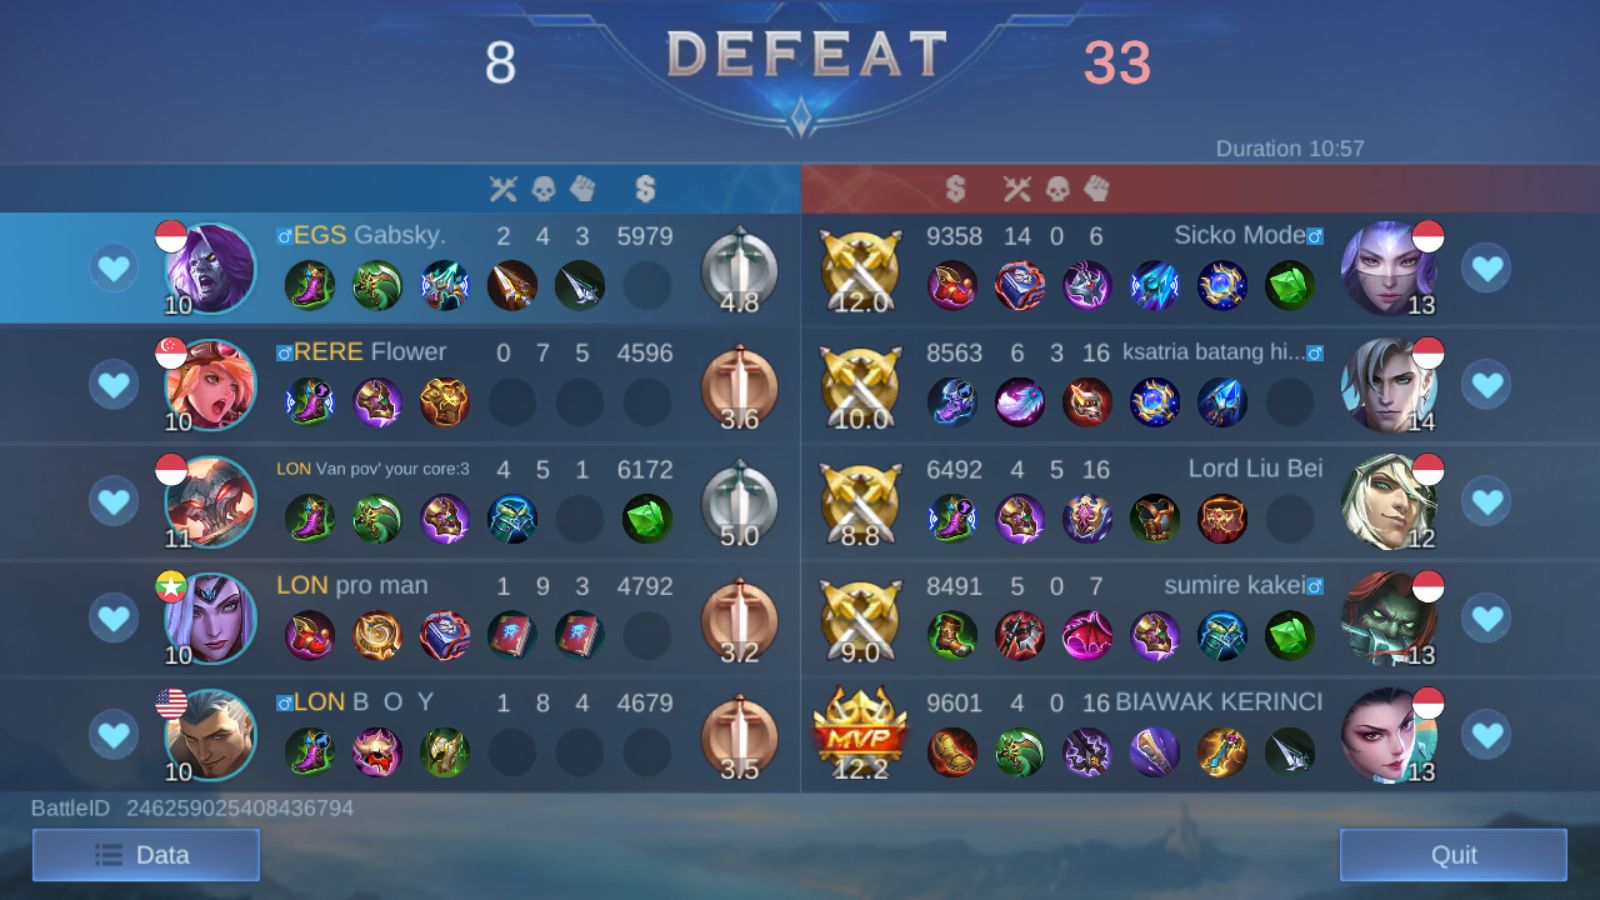 8 DEFEAT 33
Duration 10:57
EGS Gabsky. 2 4 3 5979
10 4.8
9358 14 0 6 Sicko Mode
12.0 13
RERE Flower 0 7 5 4596
10 3.6
8563 6 3 16 ksatria batang hi...
10.0 14
LON Van pov' your core:3 4 5 1 6172
11 5.0
6492 4 5 16 Lord Liu Bei
8.8 12
LON pro man 1 9 3 4792
10 3.2
8491 5 0 7 sumire kakei
9.0 13
LON B O Y 1 8 4 4679
10 3.5
9601 4 0 16 BIAWAK KERINCI
MVP
12.2 13
BattleID 246259025408436794
Data
Quit